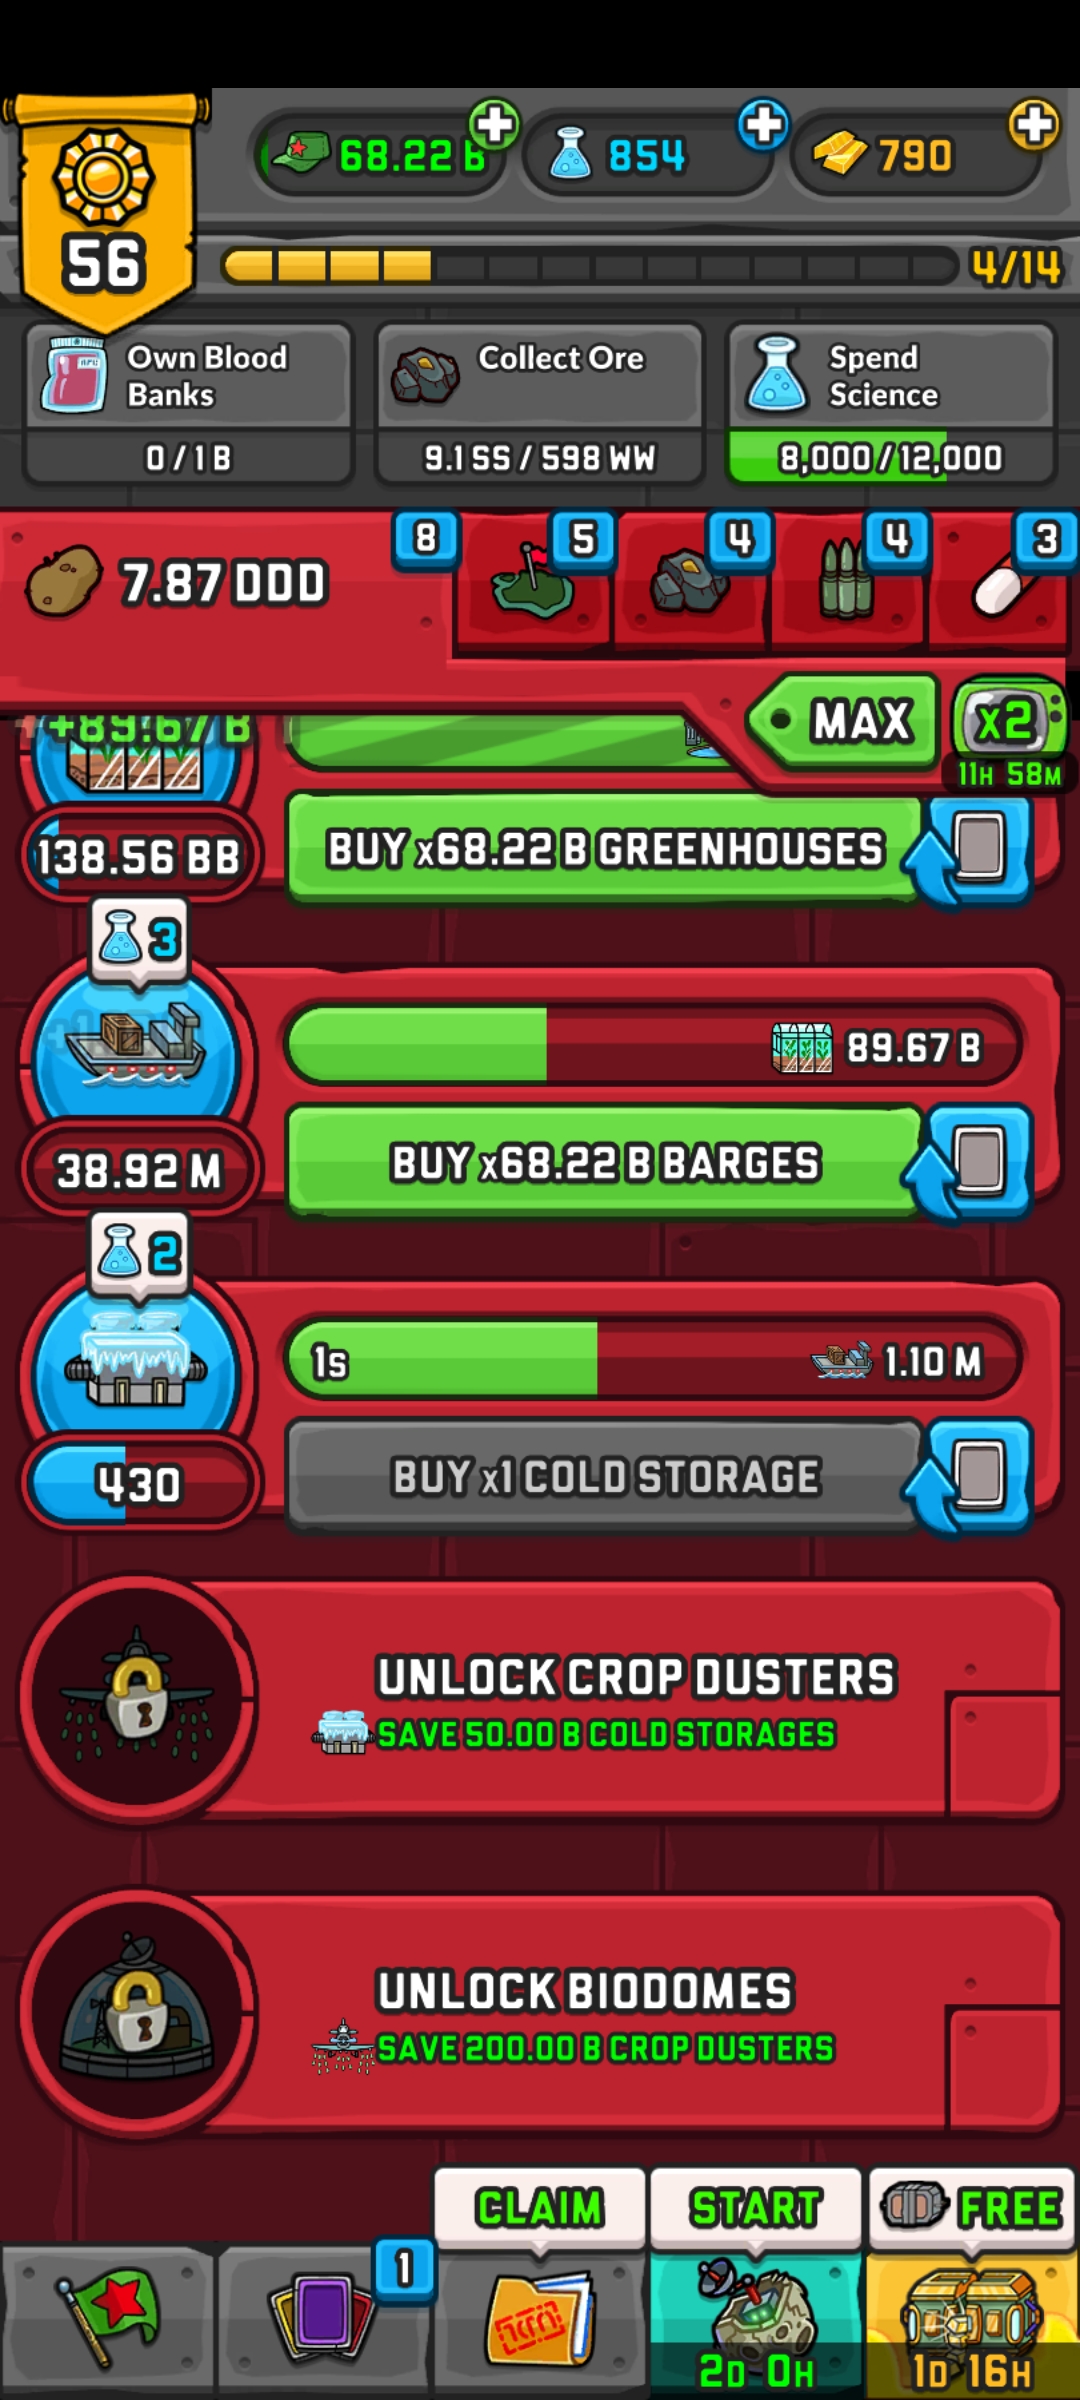 68.22 B
854
790
56
4/14
Own Blood
Banks
Collect Ore
Spend
Science
0 / 1 B
9.1 SS / 598 WW
8,000 / 12,000
8
5
4
4
3
7.87 DDD
MAX
x2
11H 58M
+89.67 B
BUY x68.22 B GREENHOUSES
138.56 BB
3
89.67 B
BUY x68.22 B BARGES
38.92 M
2
1s
1.10 M
BUY x1 COLD STORAGE
430
UNLOCK CROP DUSTERS
SAVE 50.00 B COLD STORAGES
UNLOCK BIODOMES
SAVE 200.00 B CROP DUSTERS
CLAIM
START
FREE
1
2D 0H
1D 16H